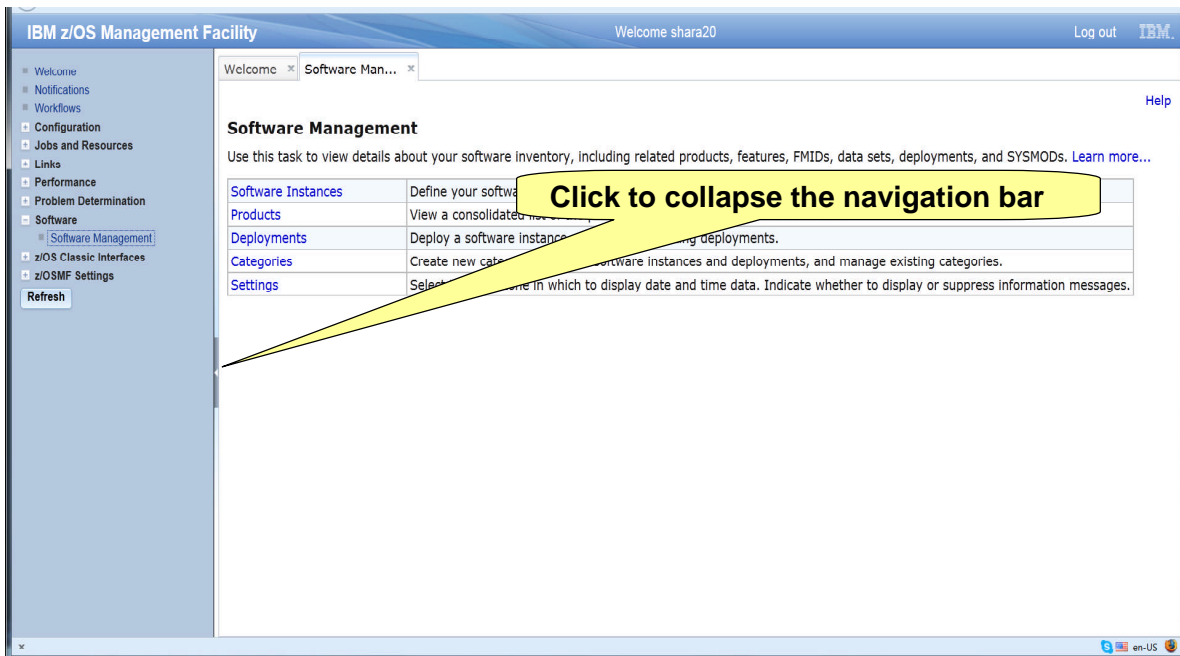 IBM z/OS Management Facility
Welcome shara20
Log out
IBM.
Welcome
Notifications
Workflows
Configuration
Jobs and Resources
Links
Performance
Problem Determination
Software
Software Management
z/OS Classic Interfaces
z/OSMF Settings
Refresh
Welcome
Software Man...
Help
Software Management
Use this task to view details about your software inventory, including related products, features, FMIDs, data sets, deployments, and SYSMODs. Learn more...
Software Instances Define your softwa
Click to collapse the navigation bar
Products View a consolidated
Deployments Deploy a software instance deployments.
Categories Create new software instances and deployments, and manage existing categories.
Settings Select in which to display date and time data. Indicate whether to display or suppress information messages.
en-US